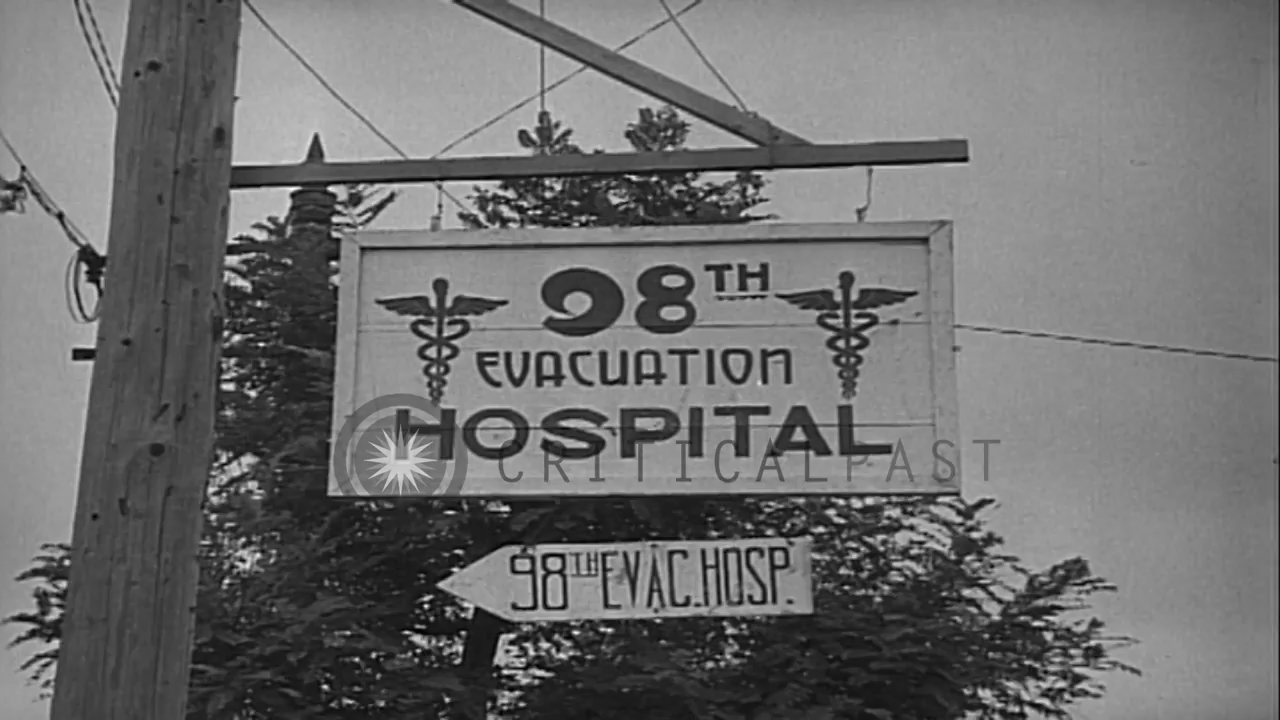 98TH
EVACUATION
HOSPITAL
CRITICALPAST
98TH EVAC. HOSP.